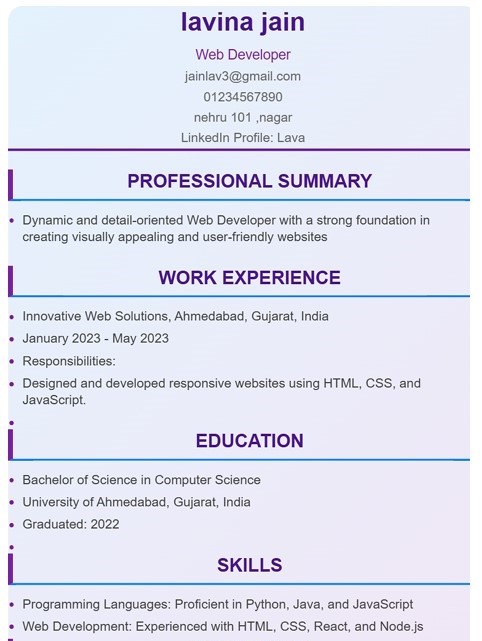 lavina jain
Web Developer
jainlav3@gmail.com
01234567890
nehru 101 ,nagar
LinkedIn Profile: Lava
PROFESSIONAL SUMMARY
• Dynamic and detail-oriented Web Developer with a strong foundation in
creating visually appealing and user-friendly websites
WORK EXPERIENCE
• Innovative Web Solutions, Ahmedabad, Gujarat, India
• January 2023 - May 2023
• Responsibilities:
• Designed and developed responsive websites using HTML, CSS, and
JavaScript.
•
EDUCATION
• Bachelor of Science in Computer Science
• University of Ahmedabad, Gujarat, India
• Graduated: 2022
•
SKILLS
• Programming Languages: Proficient in Python, Java, and JavaScript
• Web Development: Experienced with HTML, CSS, React, and Node.js